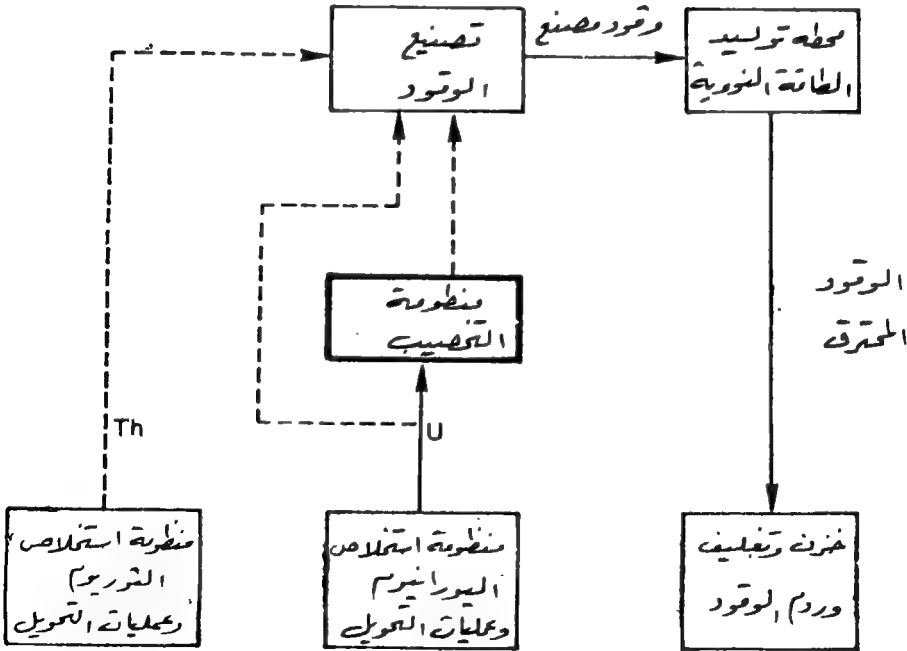 محطه توليد
الطاقة النووية
وقود مصنع
تصنيع
الوقود
الوقود
المحترق
منظومة
التخصيب
Th
U
خزن وتغليف
وردم الوقود
منظومة استخلاص
اليورانيوم
وعمليات التحويل
منظومة استخلاص
الثوريوم
وعمليات التحويل